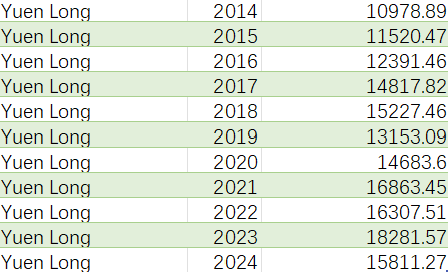 Yuen Long 2014 10978.89
Yuen Long 2015 11520.47
Yuen Long 2016 12391.46
Yuen Long 2017 14817.82
Yuen Long 2018 15227.46
Yuen Long 2019 13153.09
Yuen Long 2020 14683.6
Yuen Long 2021 16863.45
Yuen Long 2022 16307.51
Yuen Long 2023 18281.57
Yuen Long 2024 15811.27